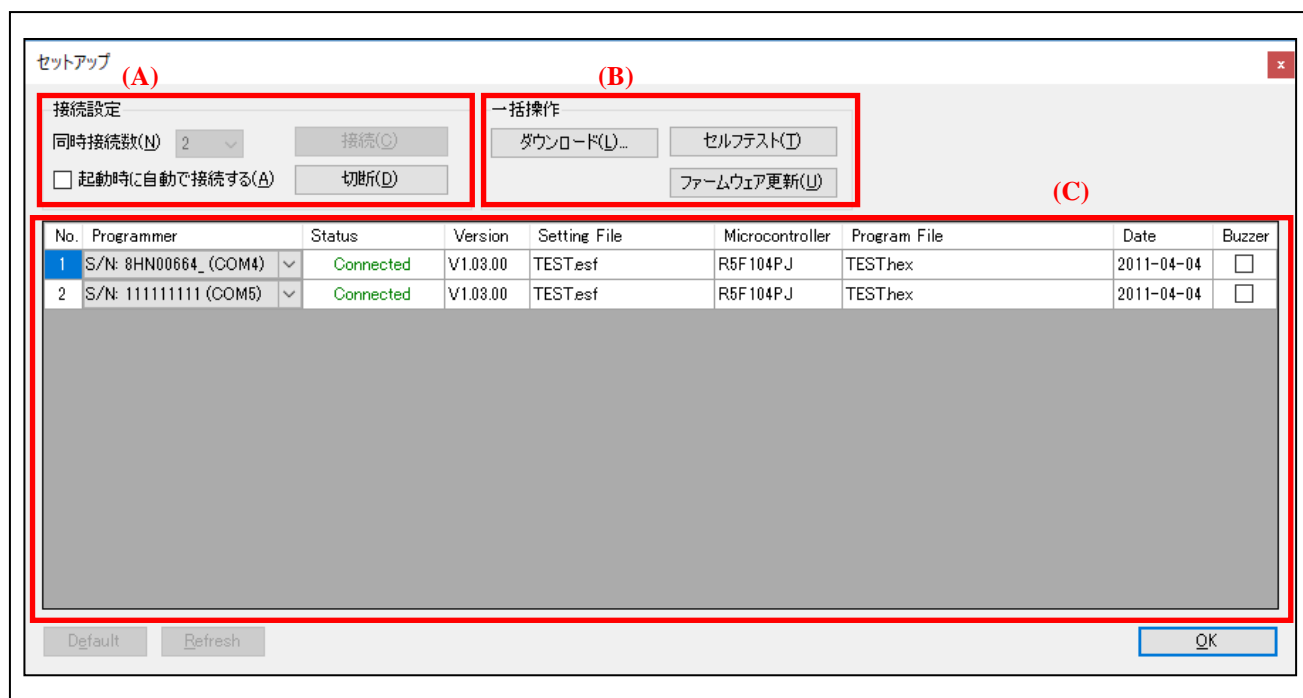 セットアップ
x
(A)
(B)
接続設定
一括操作
同時接続数(N) 2 接続(C)
ダウンロード(L)... セルフテスト(T)
起動時に自動で接続する(A) 切断(D)
ファームウェア更新(U)
(C)
No. Programmer Status Version Setting File Microcontroller Program File Date Buzzer
1 S/N: 8HN00664_ (COM4) Connected V1.03.00 TEST.esf R5F104PJ TEST.hex 2011-04-04
2 S/N: 111111111 (COM5) Connected V1.03.00 TEST.esf R5F104PJ TEST.hex 2011-04-04
Default Refresh OK